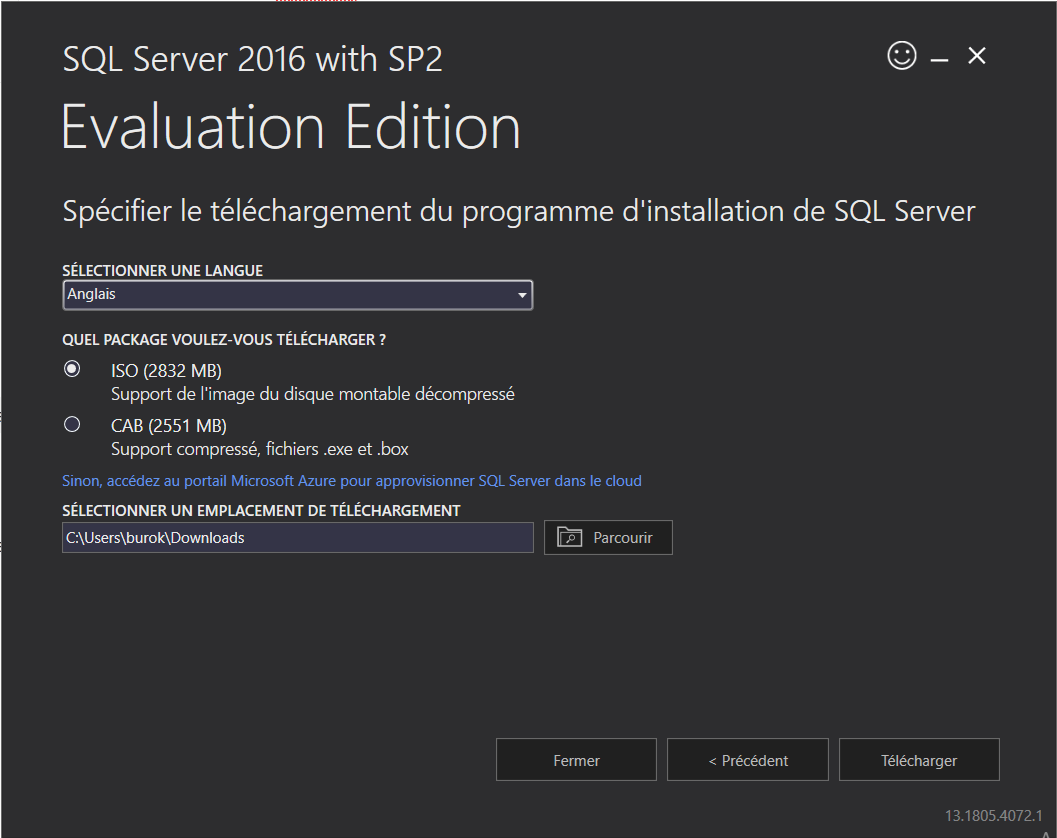 SQL Server 2016 with SP2
Evaluation Edition
Spécifier le téléchargement du programme d'installation de SQL Server
SÉLECTIONNER UNE LANGUE
Anglais
QUEL PACKAGE VOULEZ-VOUS TÉLÉCHARGER ?
ISO (2832 MB)
Support de l'image du disque montable décompressé
CAB (2551 MB)
Support compressé, fichiers .exe et .box
Sinon, accédez au portail Microsoft Azure pour approvisionner SQL Server dans le cloud
SÉLECTIONNER UN EMPLACEMENT DE TÉLÉCHARGEMENT
C:\Users\burok\Downloads
Parcourir
Fermer
< Précédent
Télécharger
13.1805.4072.1